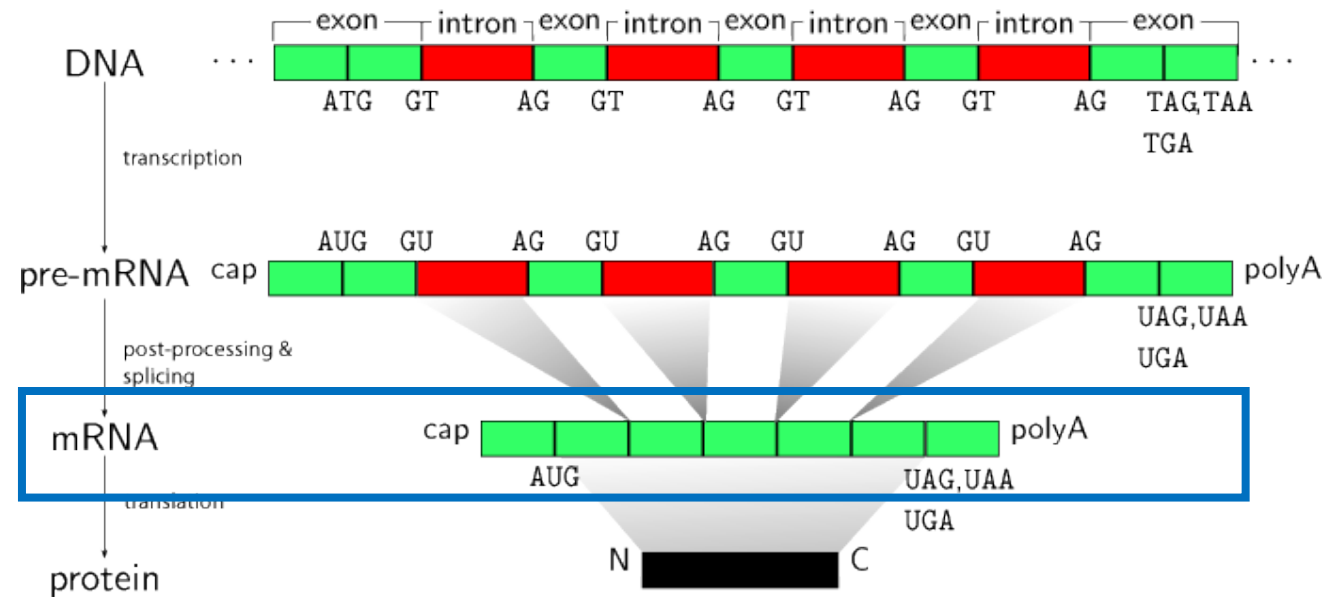 exon intron exon intron exon intron exon intron exon
DNA ... ...
ATG GT AG GT AG GT AG GT AG TAG,TAA
TGA
transcription
AUG GU AG GU AG GU AG GU AG
pre-mRNA cap polyA
UAG,UAA
UGA
post-processing &
splicing
mRNA cap polyA
AUG UAG,UAA
translation
UGA
N C
protein